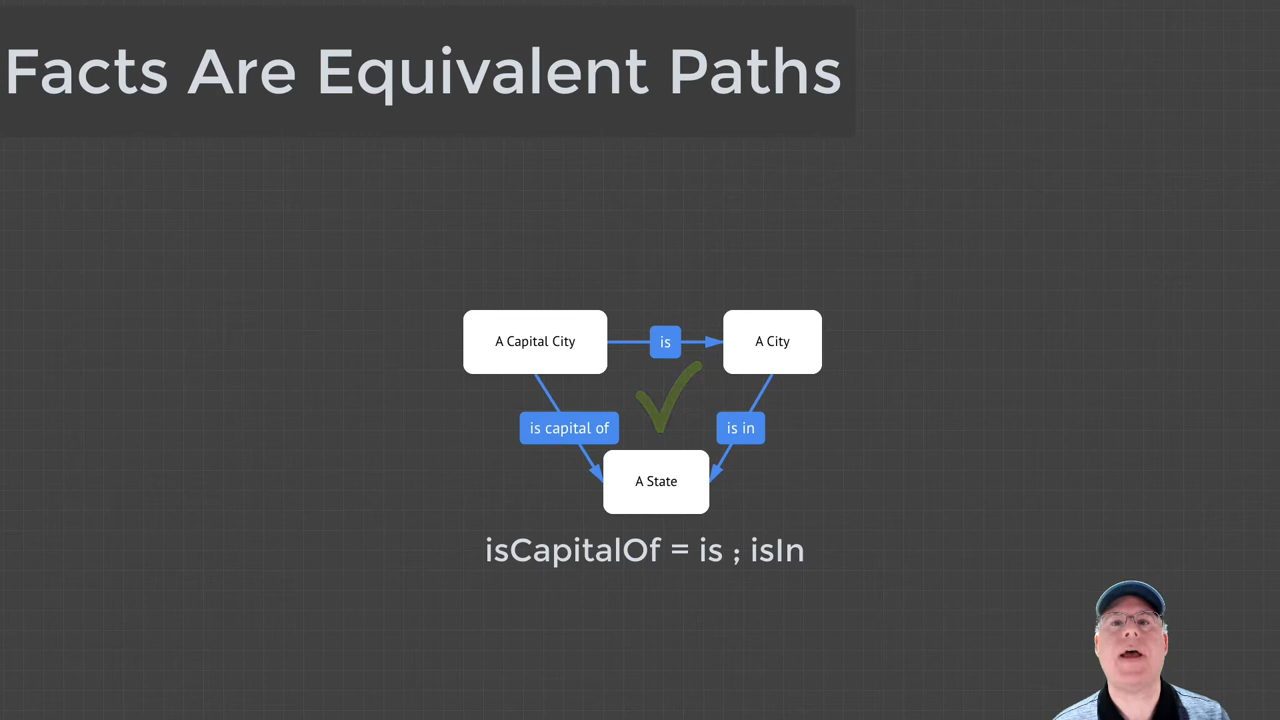 Facts Are Equivalent Paths
A Capital City
is
A City
is capital of
is in
A State
isCapitalOf = is ; isIn